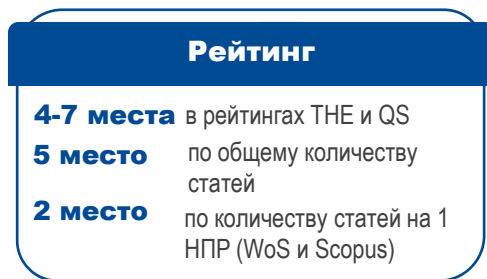 Рейтинг
4-7 места в рейтингах THE и QS
5 место по общему количеству
статей
2 место по количеству статей на 1
НПР (WoS и Scopus)